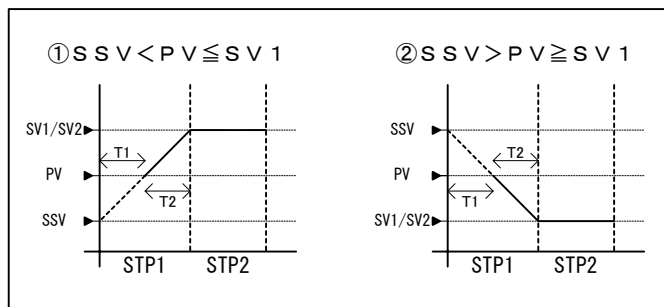 ①ＳＳＶ＜ＰＶ≦ＳＶ１
SV1/SV2
PV
SSV
T1
T2
STP1
STP2
②ＳＳＶ＞ＰＶ≧ＳＶ１
SSV
PV
SV1/SV2
T2
T1
STP1
STP2